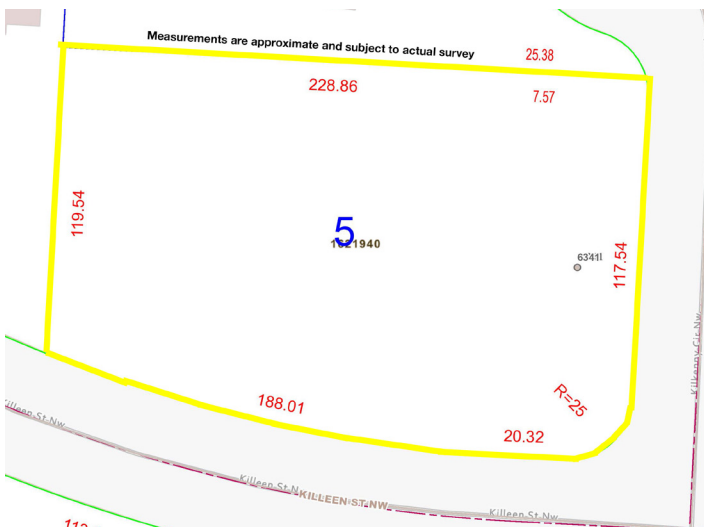 Measurements are approximate and subject to actual survey
25.38
228.86
7.57
119.54
5
1621940
6341
117.54
Kilkenny Cir Nw
R=25
188.01
20.32
Killeen St Nw
Killeen St N
KILLEEN ST NW
Killeen St Nw